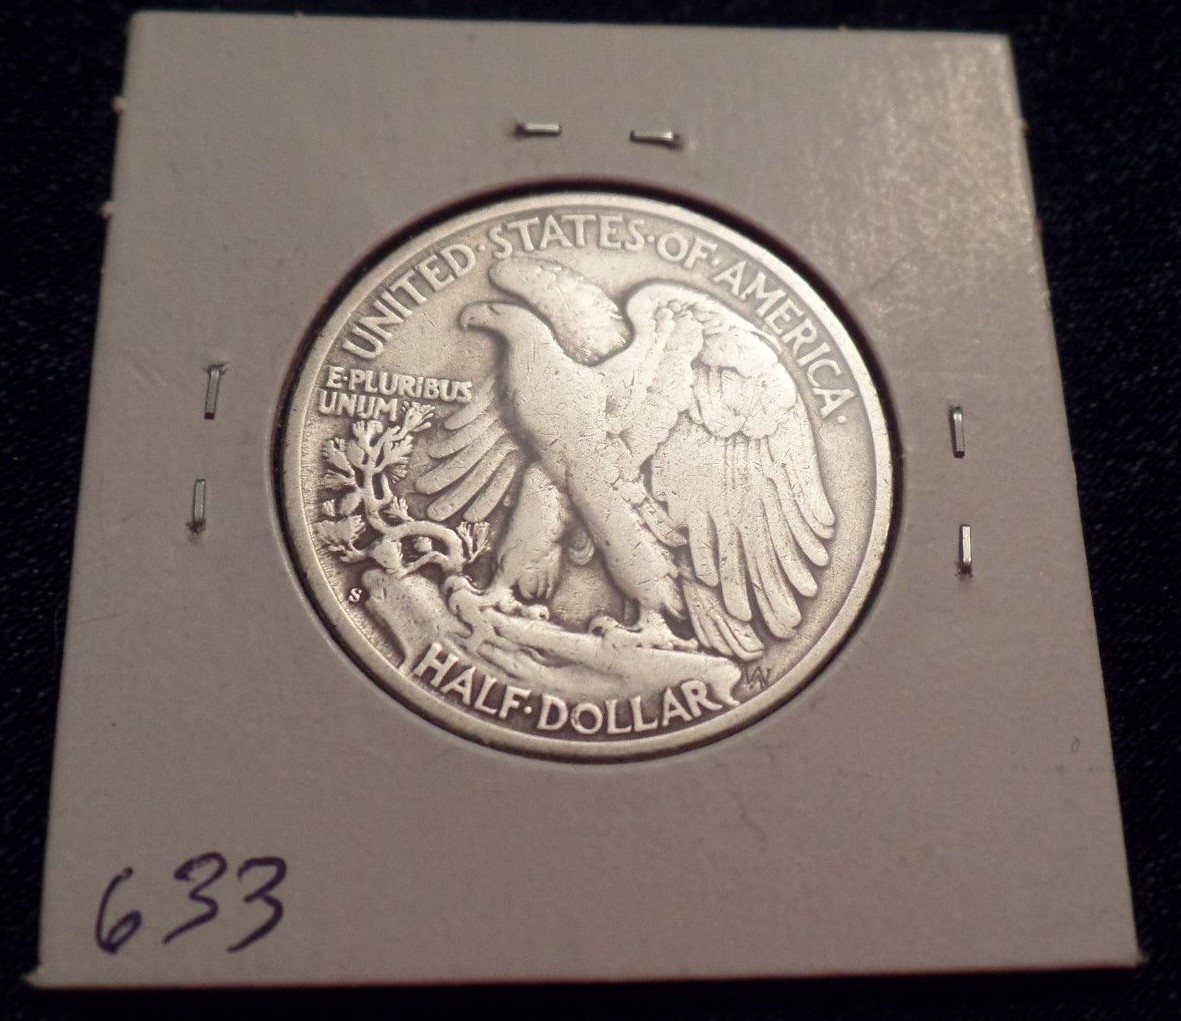 UNITED·STATES·OF·AMERICA·
E·PLURIBUS
UNUM
S
HALF·DOLLAR
AW
633